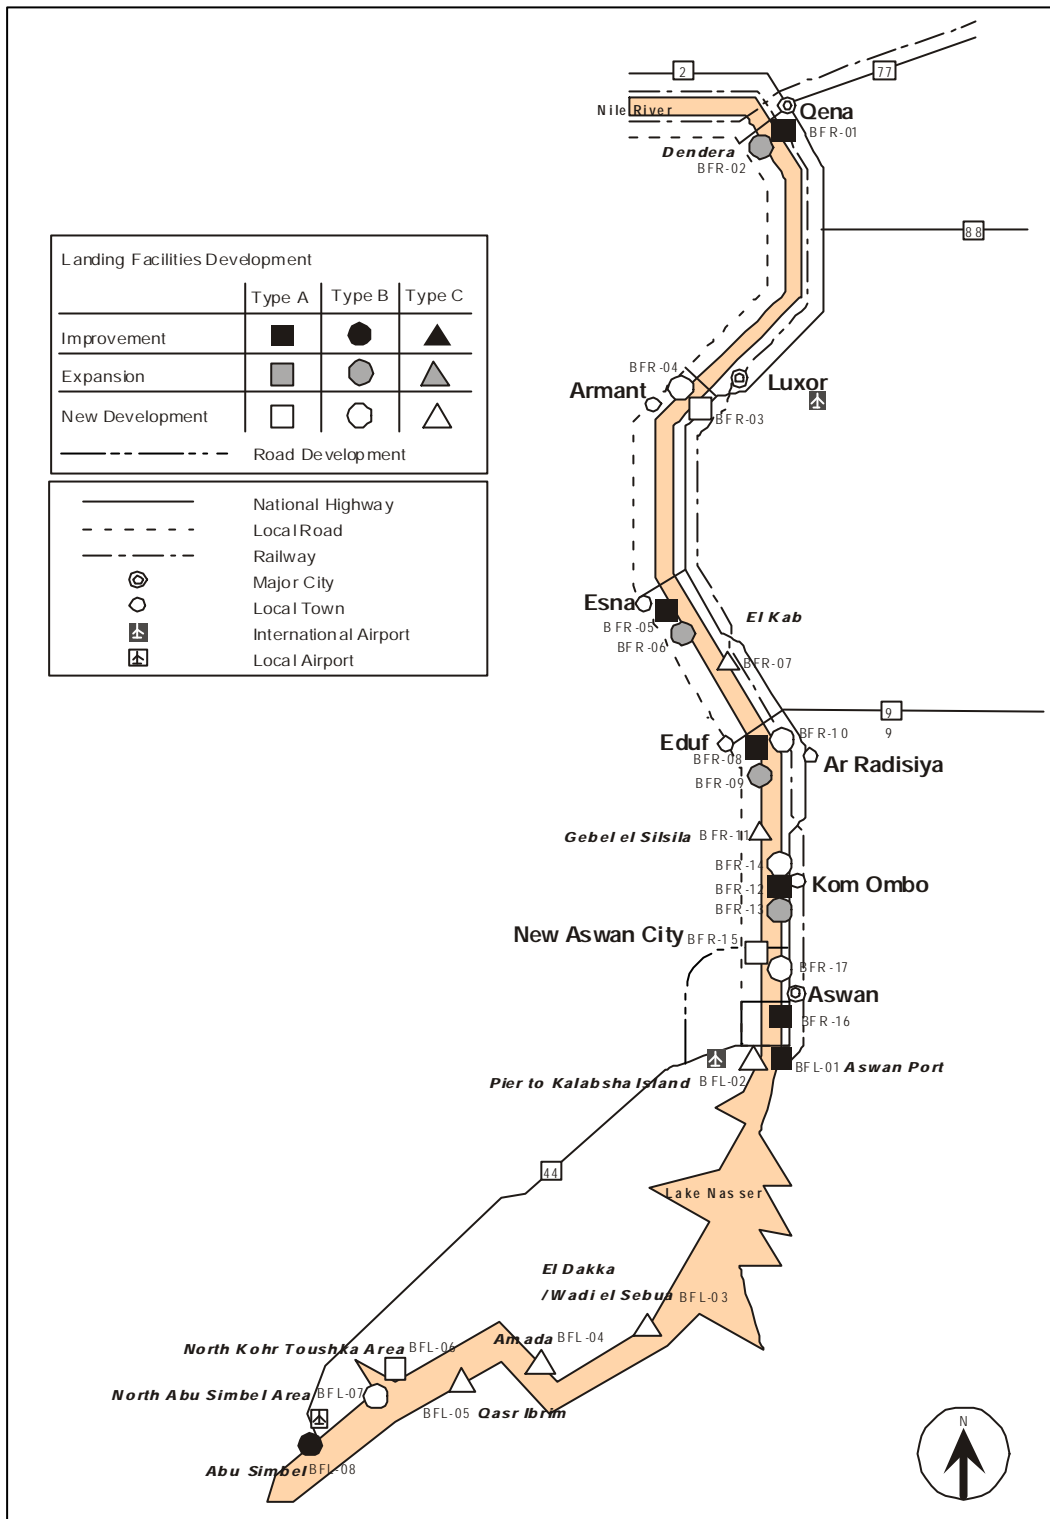 2
77
Nile River
Qena
BFR-01
Dendera
BFR-02
88
Landing Facilities Development
Type A Type B Type C
Improvement
Expansion
New Development
Road Development
National Highway
Local Road
Railway
Major City
Local Town
International Airport
Local Airport
BFR-04
Armant
Luxor
BFR-03
Esna
BFR-05
BFR-06
El Kab
BFR-07
9
9
Eduf
BFR-08
BFR-10
Ar Radisiya
BFR-09
Gebel el Silsila BFR-11
BFR-14
BFR-12
Kom Ombo
BFR-13
New Aswan City BFR-15
BFR-17
Aswan
BFR-16
BFL-01 Aswan Port
Pier to Kalabsha Island BFL-02
44
Lake Nasser
El Dakka
/Wadi el Sebua BFL-03
Amada BFL-04
North Kohr Toushka Area BFL-06
North Abu Simbel Area BFL-07
BFL-05 Qasr Ibrim
Abu Simbel BFL-08
N